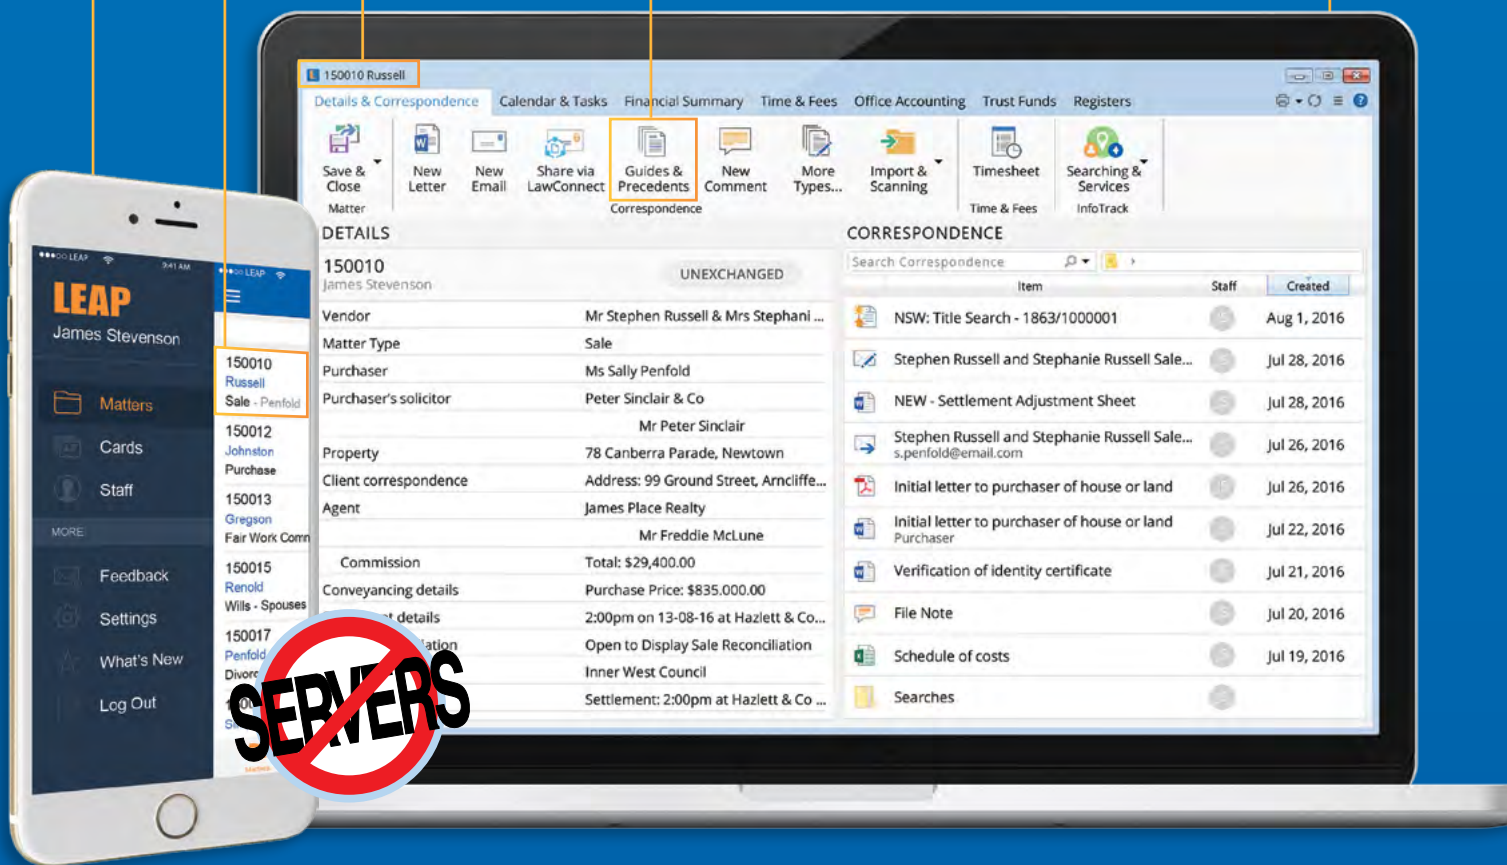 150010 Russell
Details & Correspondence Calendar & Tasks Financial Summary Time & Fees Office Accounting Trust Funds Registers
Save & Close
New Letter
New Email
Share via LawConnect
Guides & Precedents
New Comment
More Types...
Import & Scanning
Timesheet
Searching & Services
Matter
Correspondence
Time & Fees
InfoTrack
DETAILS
150010
James Stevenson
UNEXCHANGED
Vendor Mr Stephen Russell & Mrs Stephani ...
Matter Type Sale
Purchaser Ms Sally Penfold
Purchaser's solicitor Peter Sinclair & Co
Mr Peter Sinclair
Property 78 Canberra Parade, Newtown
Client correspondence Address: 99 Ground Street, Arncliffe...
Agent James Place Realty
Mr Freddie McLune
Commission Total: $29,400.00
Conveyancing details Purchase Price: $835.000.00
details 2:00pm on 13-08-16 at Hazlett & Co...
Open to Display Sale Reconciliation
Inner West Council
Settlement: 2:00pm at Hazlett & Co ...
CORRESPONDENCE
Search Correspondence
Item Staff Created
NSW: Title Search - 1863/1000001 Aug 1, 2016
Stephen Russell and Stephanie Russell Sale... Jul 28, 2016
NEW - Settlement Adjustment Sheet Jul 28, 2016
Stephen Russell and Stephanie Russell Sale... Jul 26, 2016
s.penfold@email.com
Initial letter to purchaser of house or land Jul 26, 2016
Initial letter to purchaser of house or land Jul 22, 2016
Purchaser
Verification of identity certificate Jul 21, 2016
File Note Jul 20, 2016
Schedule of costs Jul 19, 2016
Searches
LEAP 9:41 AM
LEAP
James Stevenson
Matters
Cards
Staff
MORE
Feedback
Settings
What's New
Log Out
LEAP
150010
Russell
Sale - Penfold
150012
Johnston
Purchase
150013
Gregson
Fair Work Comm
150015
Renold
Wills - Spouses
150017
Penfold
SERVERS